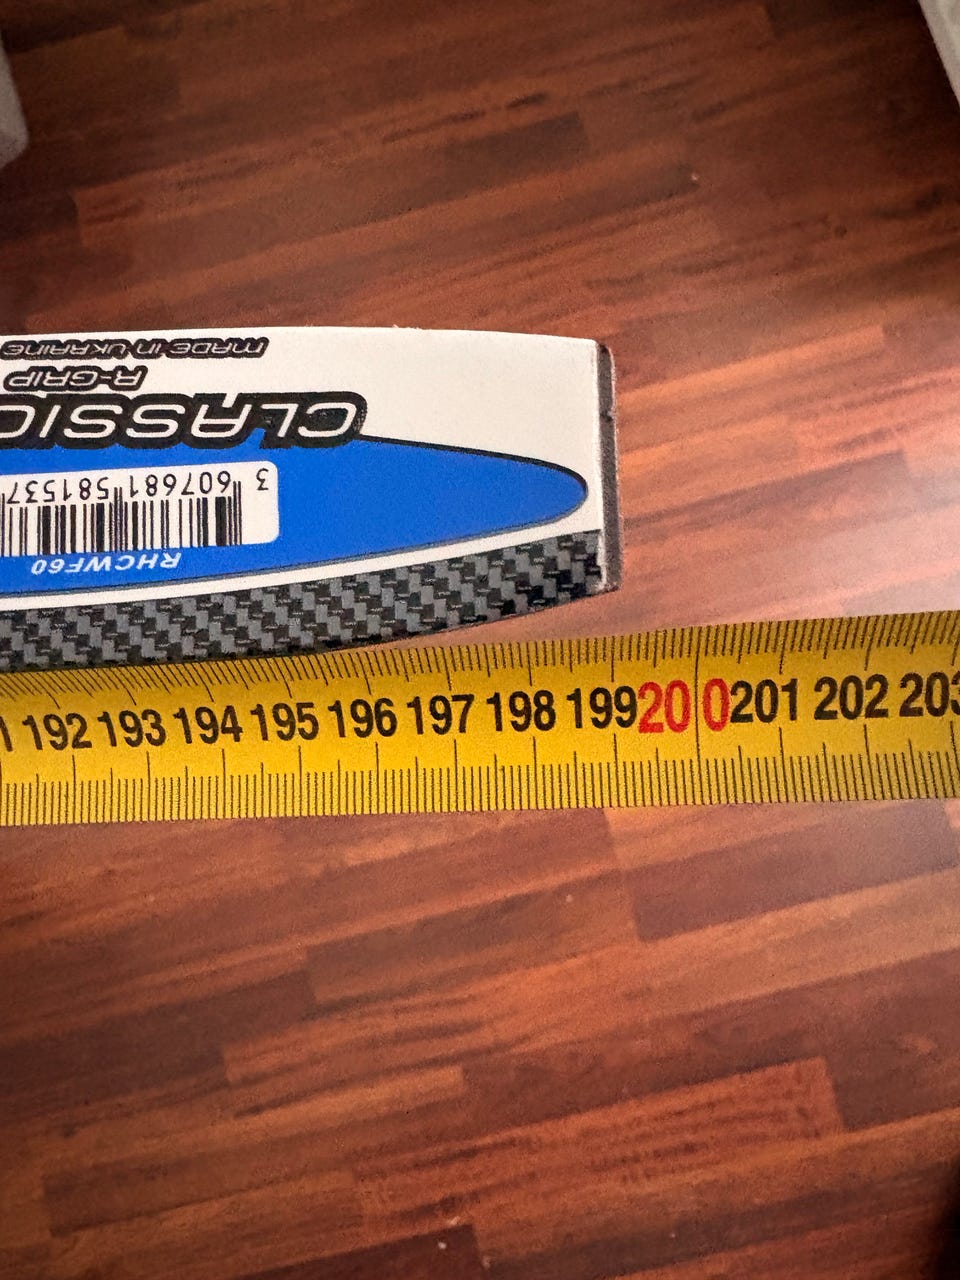 MADE IN UKRAINE
R-GRIP
CLASSIC
3 607681 581537
RHCWF60
192 193 194 195 196 197 198 199 200 201 202 203